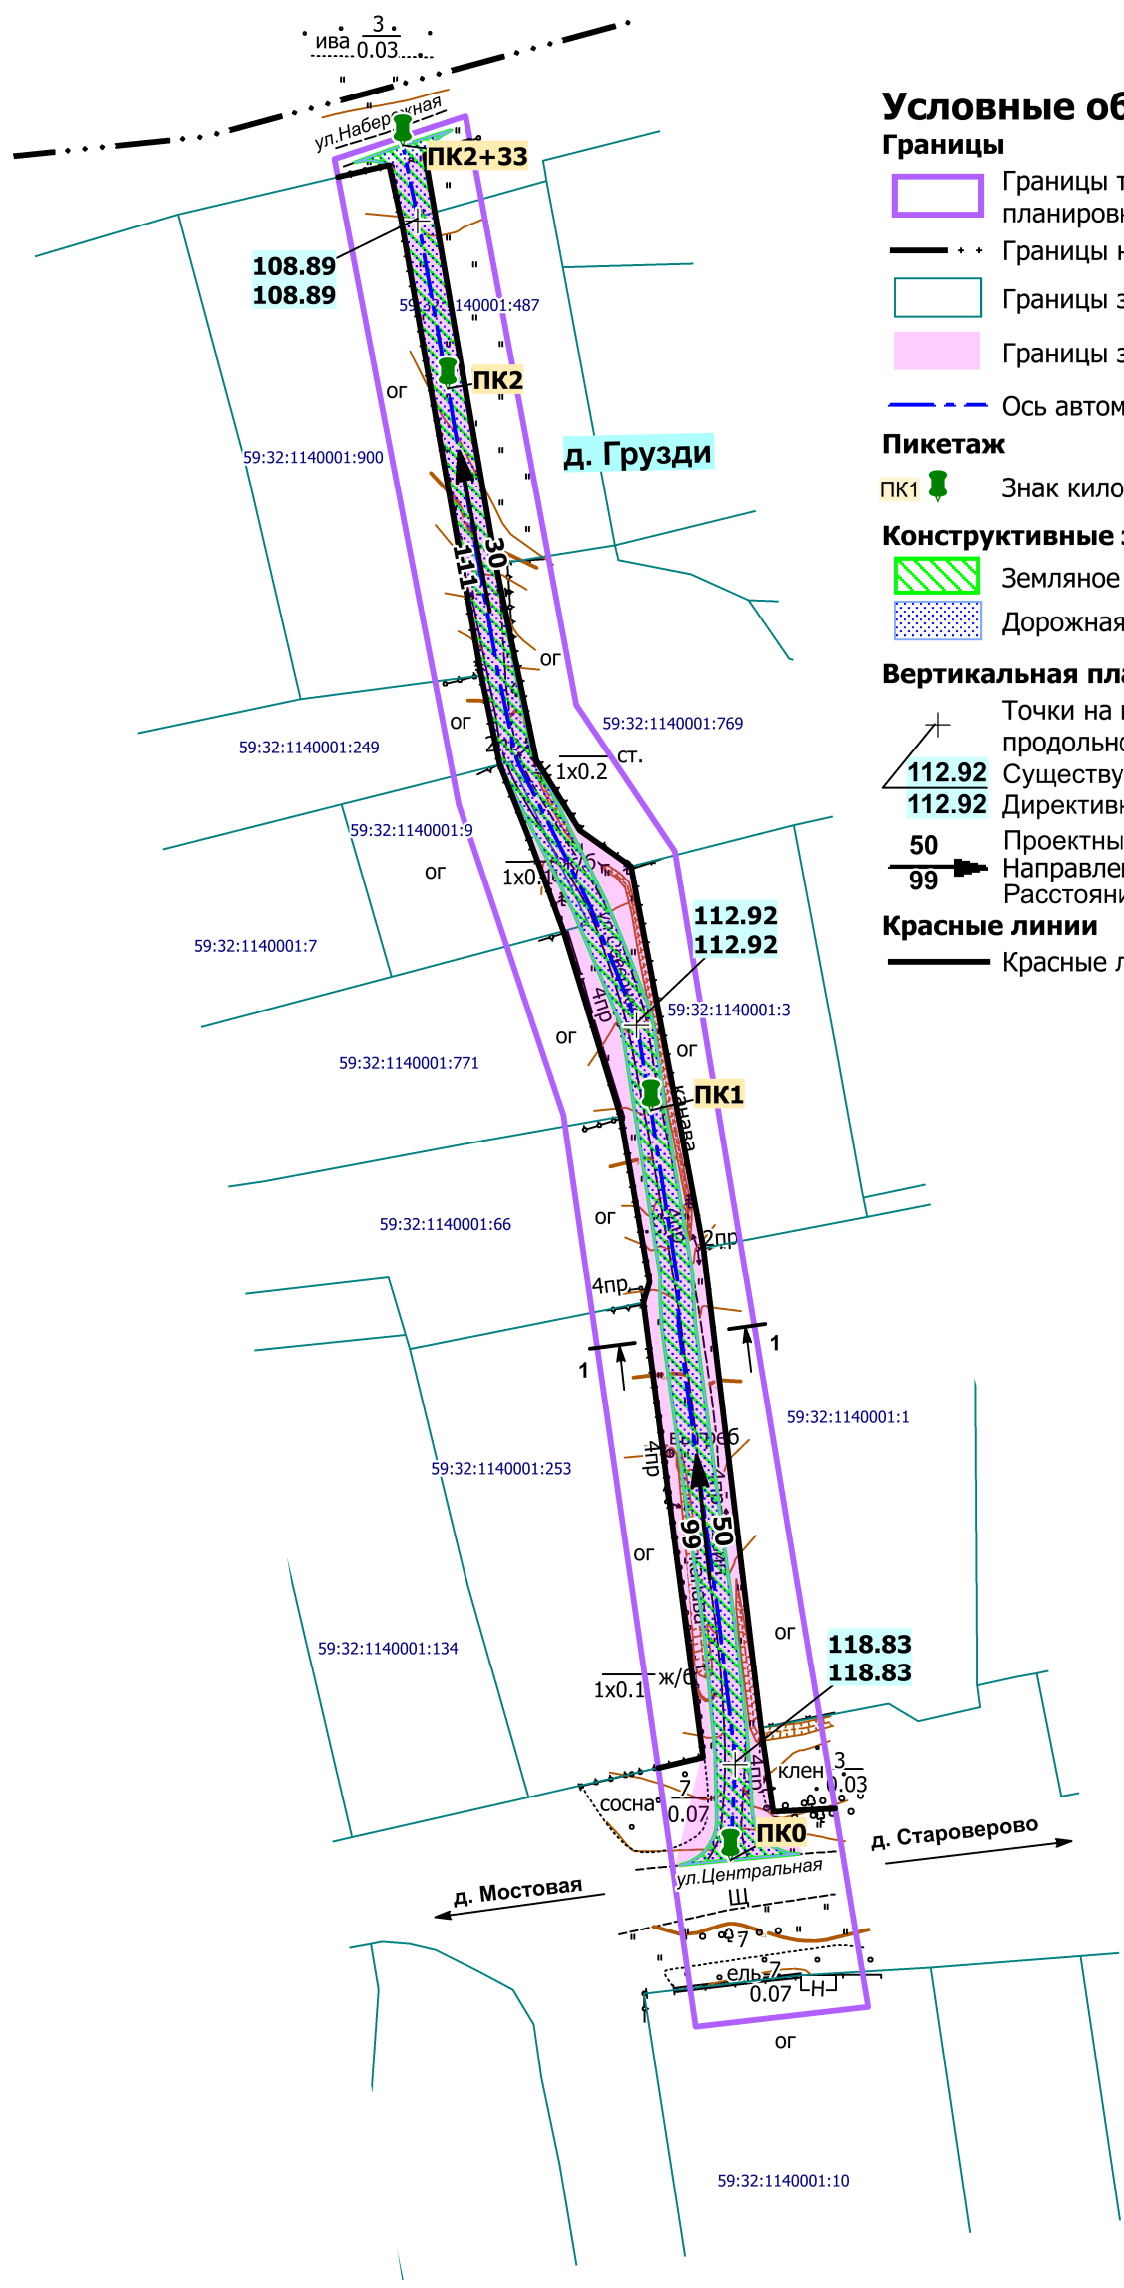 ива 3
0.03
ул.Набережная
ПК2+33
108.89
108.89
59:32:1140001:487
ПК2
ог
59:32:1140001:900
д. Грузди
30
111
ог
59:32:1140001:769
ог
59:32:1140001:249
ст.
1х0.2
59:32:1140001:9
ог
112.92
112.92
59:32:1140001:7
4пр
59:32:1140001:3
ог
ог
59:32:1140001:771
ПК1
канава
ог
59:32:1140001:66
2пр
4пр
1
1
59:32:1140001:1
4пр
59:32:1140001:253
99
50
ог
ог
118.83
118.83
59:32:1140001:134
ж/б
1х0.1
4пр
клен 3
0.03
сосна 7
0.07
ПК0
д. Староверово
ул.Центральная
д. Мостовая
Щ
7
ель 7
0.07
Н
ог
59:32:1140001:10
Условные об
Границы
Границы т
планировк
Границы н
Границы з
Границы з
Ось автом
Пикетаж
ПК1
Знак кило
Конструктивные э
Земляное
Дорожная
Вертикальная пла
Точки на п
продольно
112.92 Существу
112.92 Директивн
50
99
Проектны
Направлен
Расстояни
Красные линии
Красные л